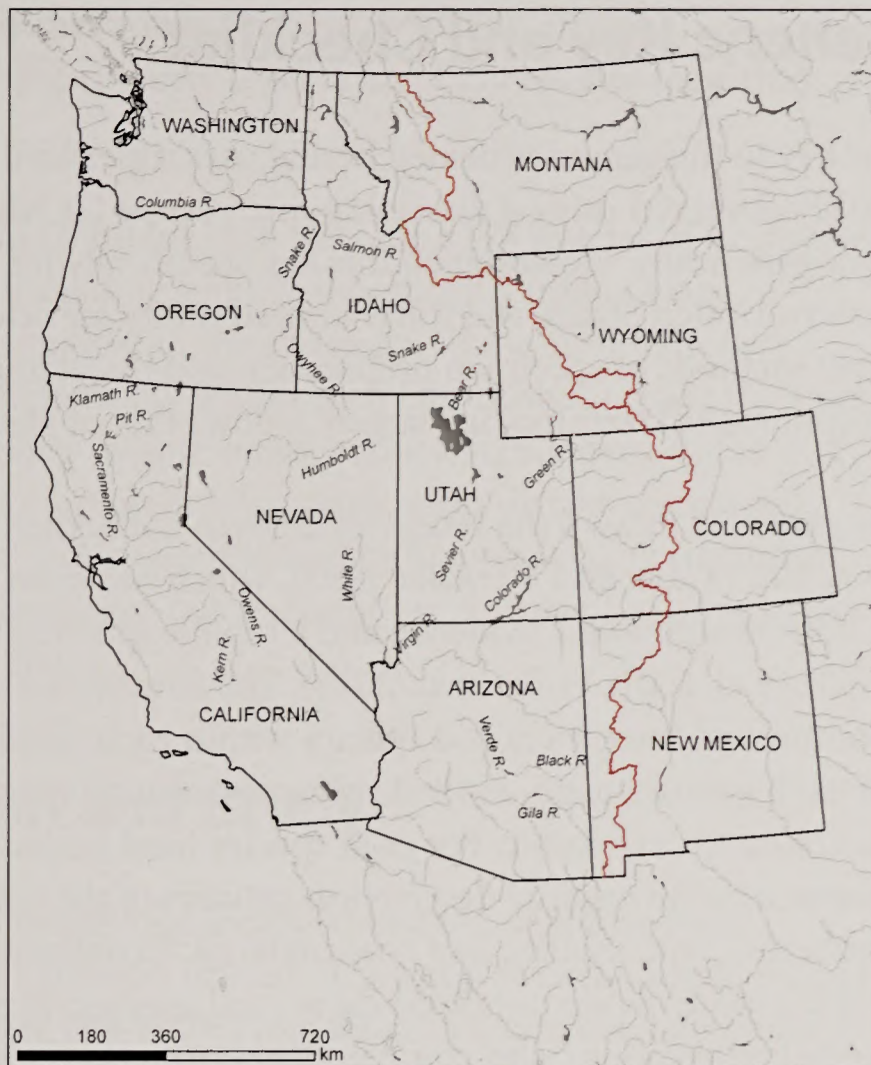 WASHINGTON
MONTANA
Columbia R.
Snake R.
Salmon R.
OREGON
IDAHO
WYOMING
Snake R.
Owyhee R.
Bear R.
Klamath R.
Pit R.
Sacramento R.
Humboldt R.
Green R.
UTAH
NEVADA
COLORADO
Sevier R.
White R.
Colorado R.
Owens R.
Virgin R.
Kern R.
ARIZONA
CALIFORNIA
NEW MEXICO
Verde R.
Black R.
Gila R.
0 180 360 720
km